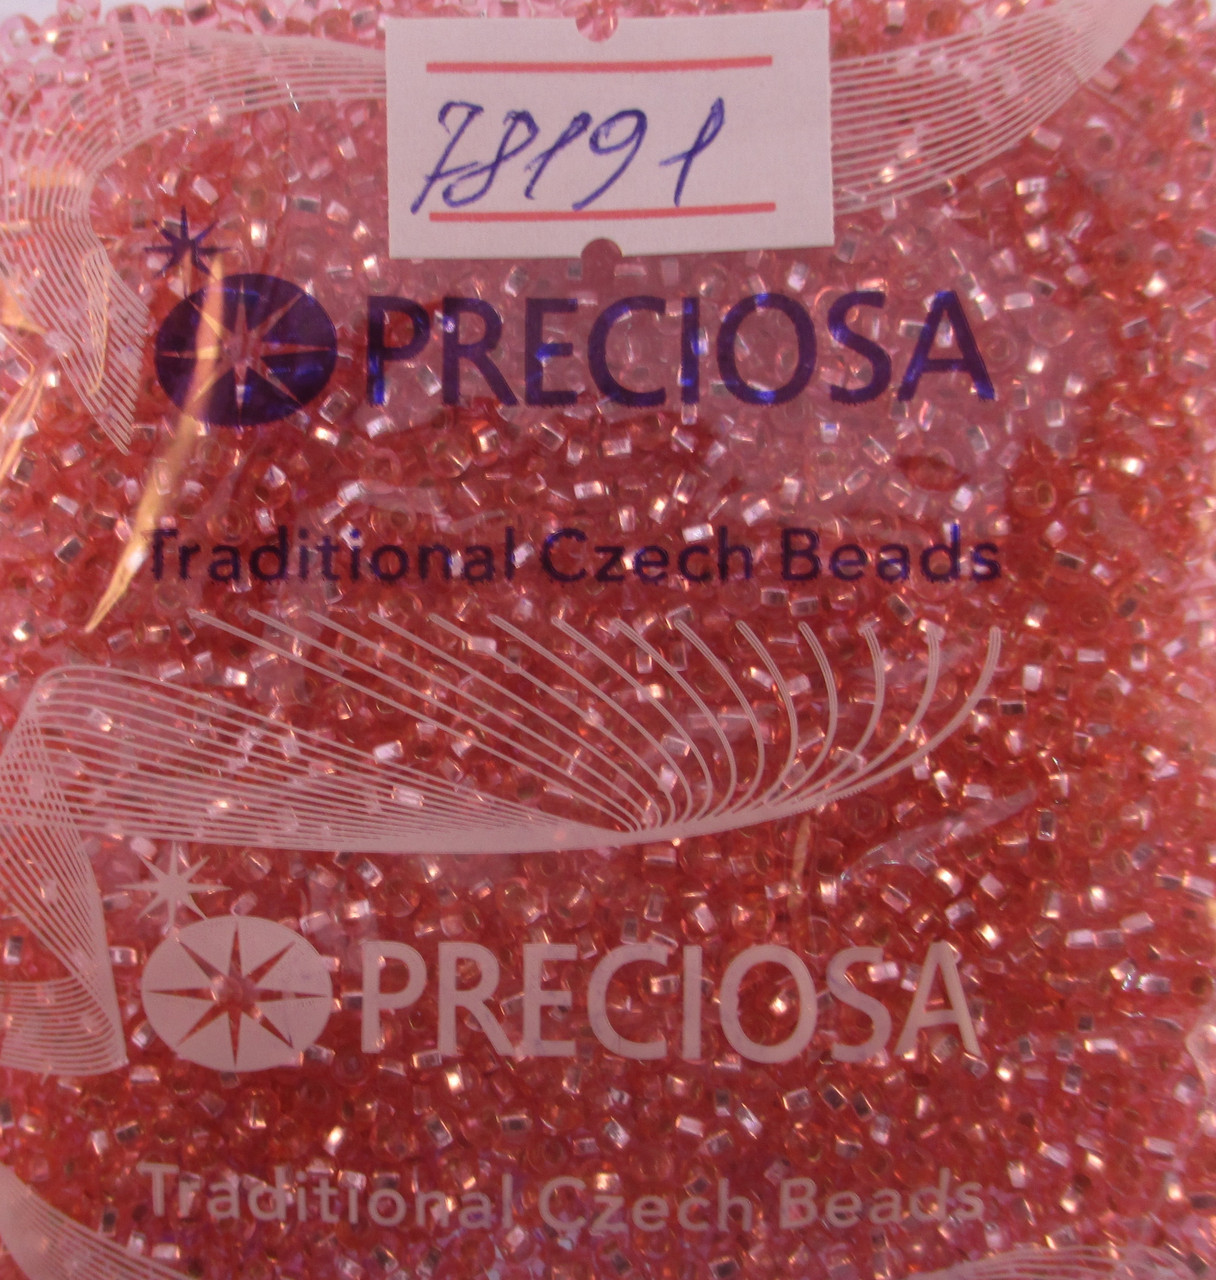 78191
PRECIOSA
Traditional Czech Beads
PRECIOSA
Traditional Czech Beads